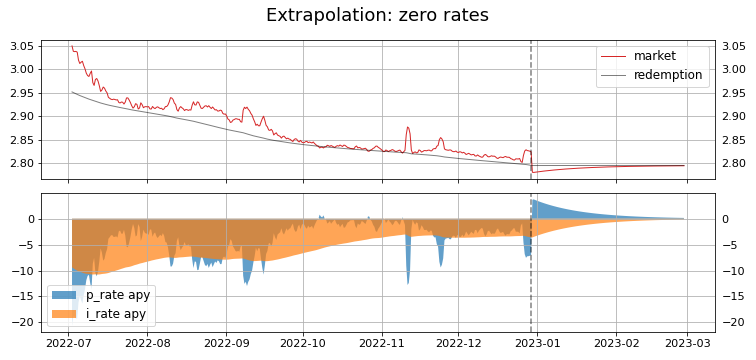 Extrapolation: zero rates
3.05 3.05
3.00 3.00
2.95 2.95
2.90 2.90
2.85 2.85
2.80 2.80
market
redemption
0 0
−5 −5
−10 −10
−15 −15
−20 −20
p_rate apy
i_rate apy
2022-07 2022-08 2022-09 2022-10 2022-11 2022-12 2023-01 2023-02 2023-03